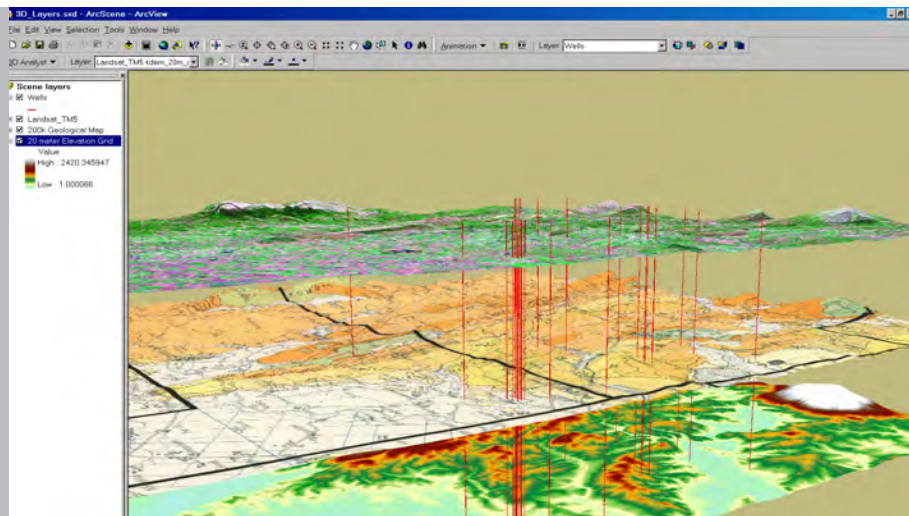 3D_Layers.sxd - ArcScene - ArcView
File Edit View Selection Tools Window Help
Animation Layer: Wells
3D Analyst Layer: Landsat_TM5 <dem_20m_
Scene layers
Wells
Landsat_TM5
200k Geological Map
20 meter Elevation Grid
Value
High : 2420.345947
Low : 1.000066